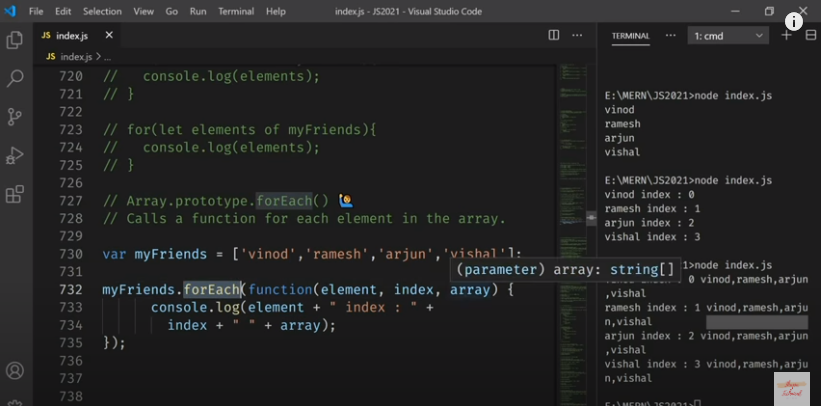 File Edit Selection View Go Run Terminal Help index.js - JS2021 - Visual Studio Code
JS index.js
JS index.js > ...
720 // console.log(elements);
721 // }
722
723 // for(let elements of myFriends){
724 // console.log(elements);
725 // }
726
727 // Array.prototype.forEach() 🙋
728 // Calls a function for each element in the array.
729
730 var myFriends = ['vinod','ramesh','arjun','vishal'];
731
(parameter) array: string[]
732 myFriends.forEach(function(element, index, array) {
733 console.log(element + " index : " +
734 index + " " + array);
735 });
736
737
738
TERMINAL ... 1: cmd
E:\MERN\JS2021>node index.js
vinod
ramesh
arjun
vishal
E:\MERN\JS2021>node index.js
vinod index : 0
ramesh index : 1
arjun index : 2
vishal index : 3
node index.js
0 vinod,ramesh,arjun
,vishal
ramesh index : 1 vinod,ramesh,arju
n,vishal
arjun index : 2 vinod,ramesh,arjun
,vishal
vishal index : 3 vinod,ramesh,arju
n,vishal